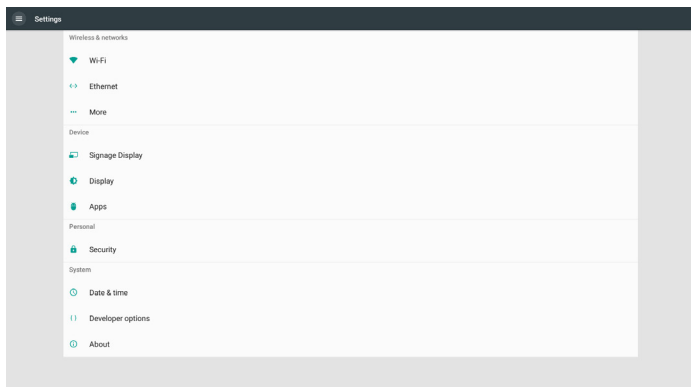 Settings
Wireless & networks
Wi-Fi
Ethernet
More
Device
Signage Display
Display
Apps
Personal
Security
System
Date & time
Developer options
About